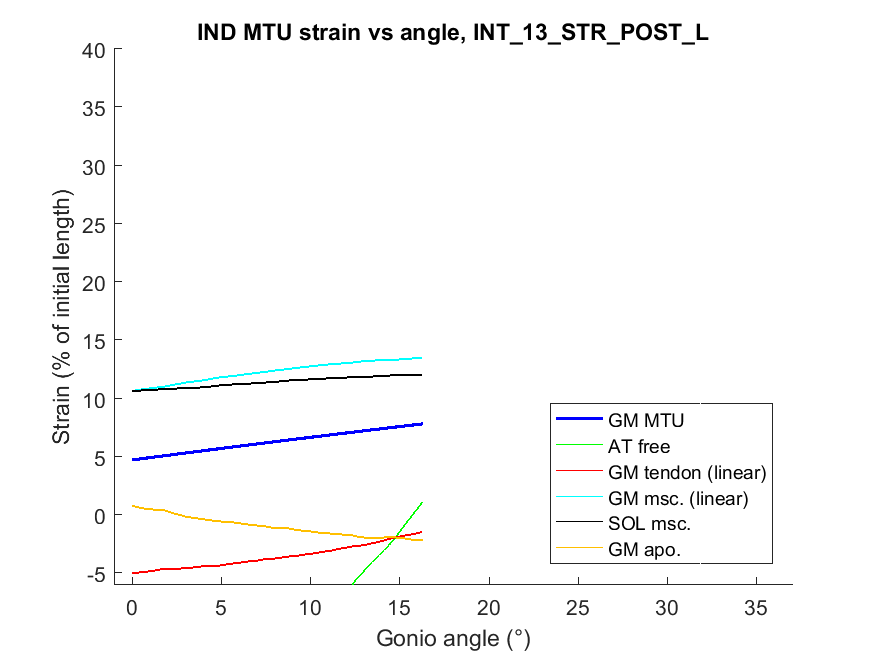 IND MTU strain vs angle, INT_13_STR_POST_L
40
35
30
25
20
15
10
5
0
-5
Strain (% of initial length)
0 5 10 15 20 25 30 35
Gonio angle (°)
GM MTU
AT free
GM tendon (linear)
GM msc. (linear)
SOL msc.
GM apo.